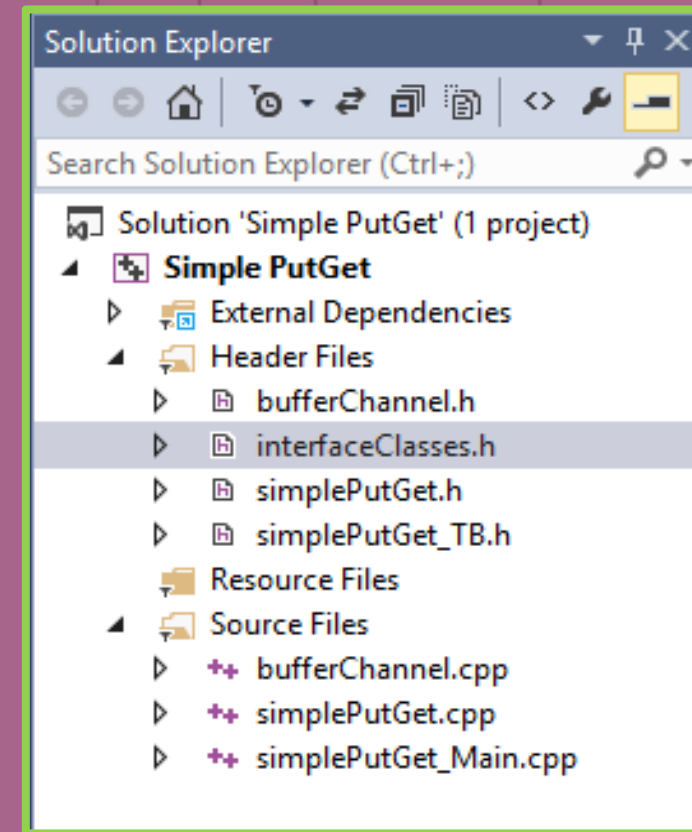 Solution Explorer
Search Solution Explorer (Ctrl+;)
Solution 'Simple PutGet' (1 project)
Simple PutGet
External Dependencies
Header Files
bufferChannel.h
interfaceClasses.h
simplePutGet.h
simplePutGet_TB.h
Resource Files
Source Files
bufferChannel.cpp
simplePutGet.cpp
simplePutGet_Main.cpp